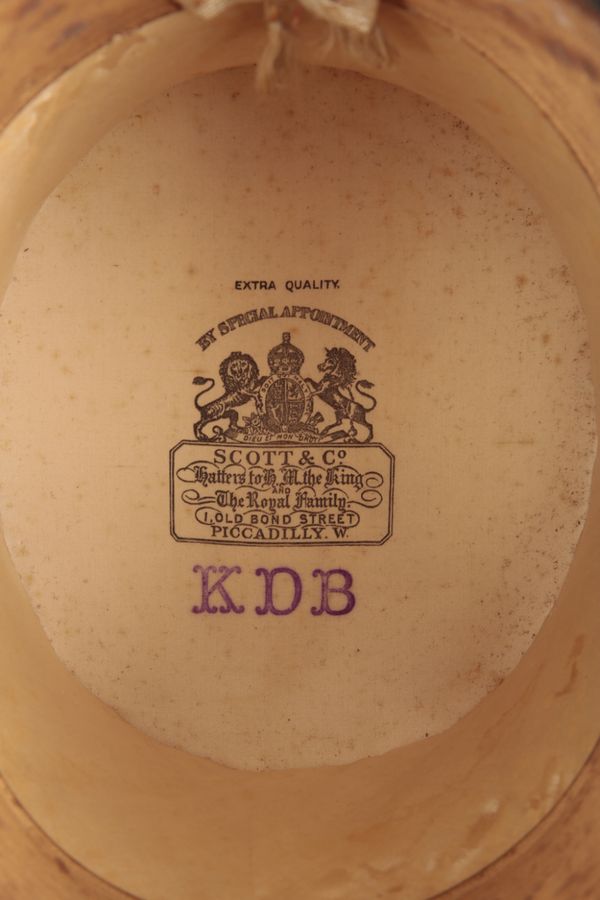 EXTRA QUALITY.
BY SPECIAL APPOINTMENT
DIEU ET MON DROIT
SCOTT & Cº
Hatters to H.M. the King
AND
The Royal Family.
1, OLD BOND STREET
PICCADILLY. W.
KDB